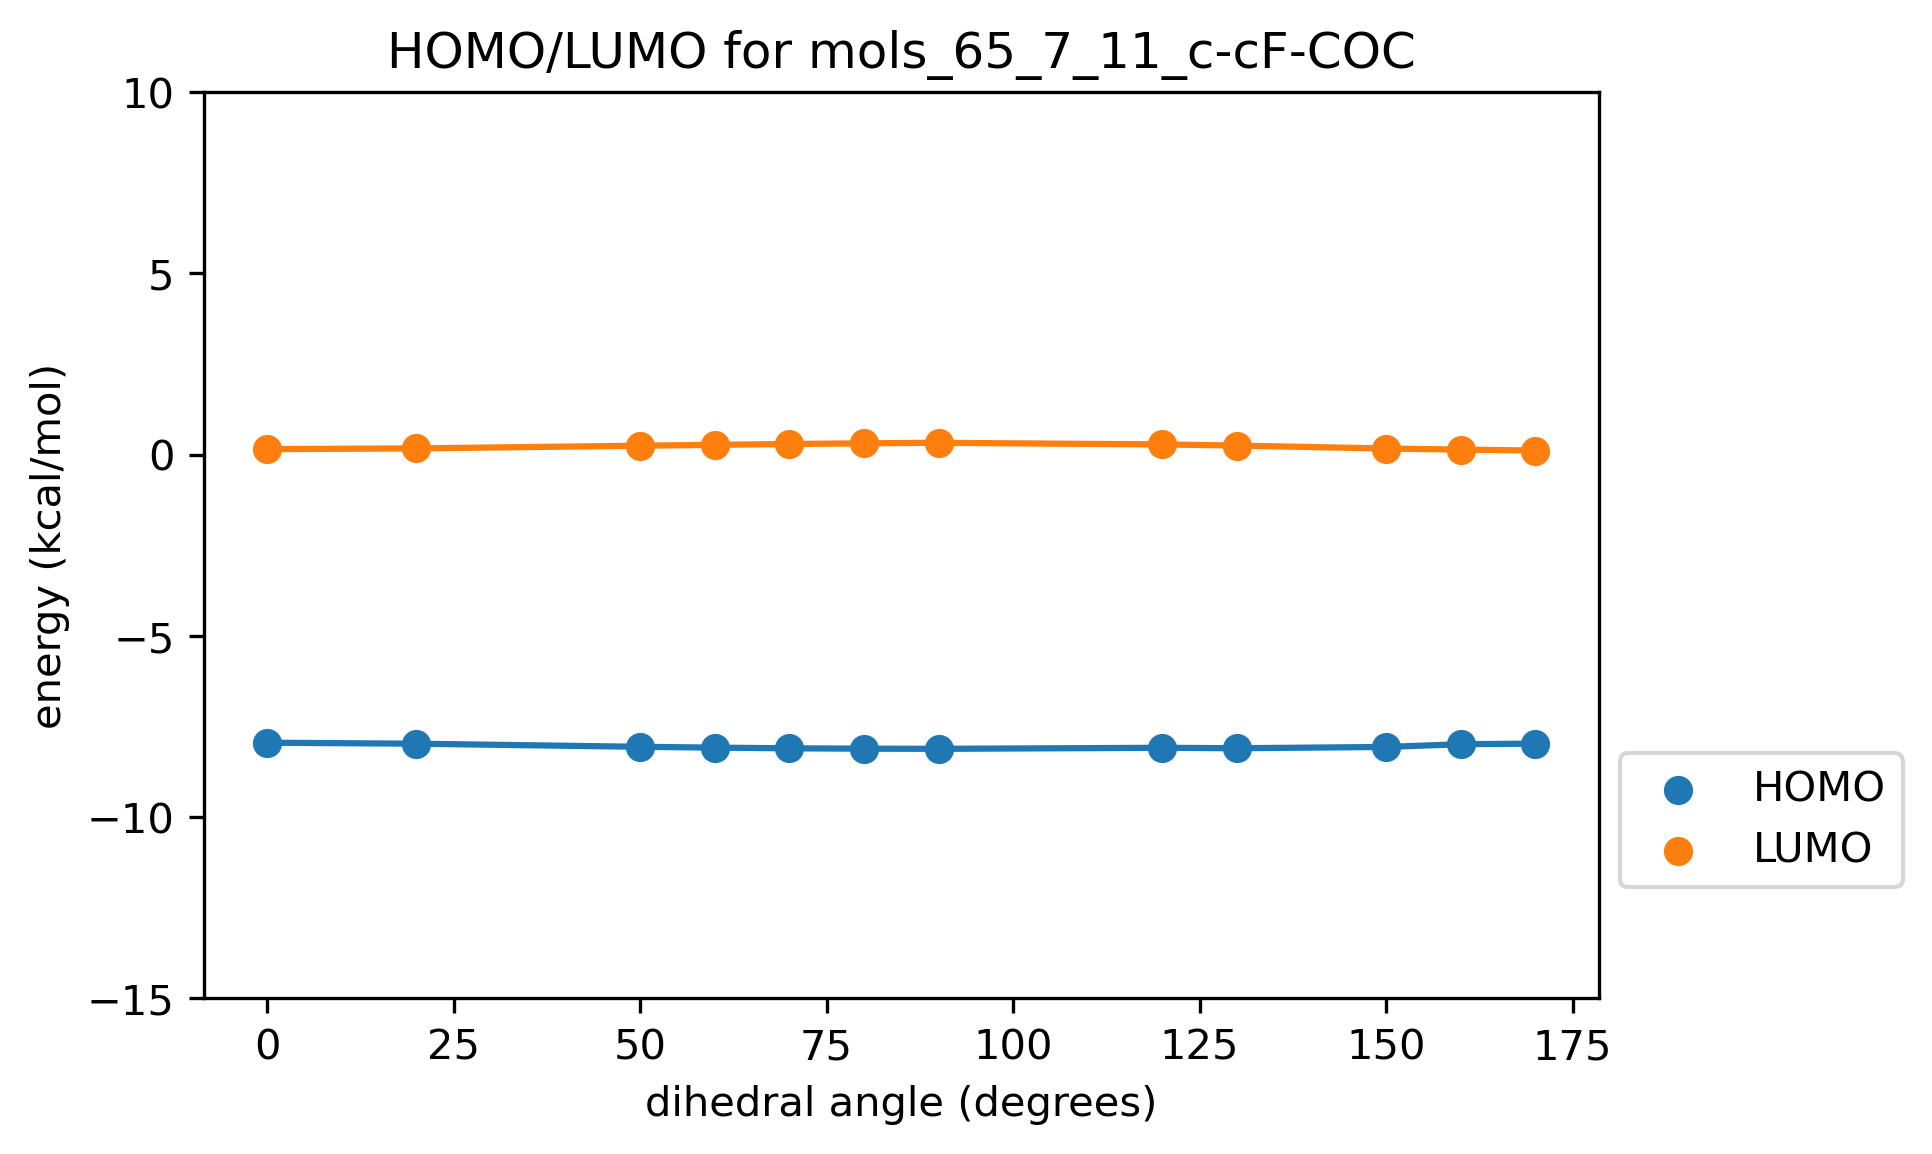 HOMO/LUMO for mols_65_7_11_c-cF-COC
10
5
0
−5
−10
−15
energy (kcal/mol)
0 25 50 75 100 125 150 175
dihedral angle (degrees)
HOMO
LUMO